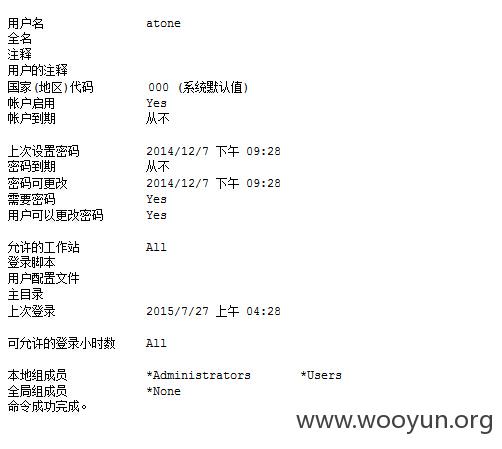 用户名 atone
全名
注释
用户的注释
国家(地区)代码 000 (系统默认值)
帐户启用 Yes
帐户到期 从不
上次设置密码 2014/12/7 下午 09:28
密码到期 从不
密码可更改 2014/12/7 下午 09:28
需要密码 Yes
用户可以更改密码 Yes
允许的工作站 All
登录脚本
用户配置文件
主目录
上次登录 2015/7/27 上午 04:28
可允许的登录小时数 All
本地组成员 *Administrators *Users
全局组成员 *None
命令成功完成。
www.wooyun.org